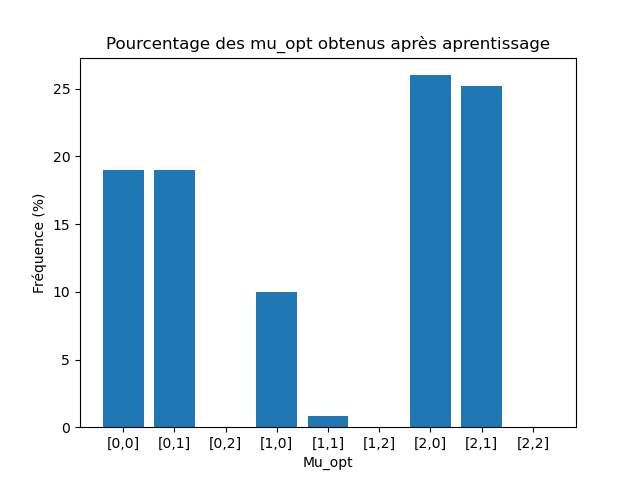 Pourcentage des mu_opt obtenus après aprentissage
25
20
15
10
5
0
Fréquence (%)
[0,0] [0,1] [0,2] [1,0] [1,1] [1,2] [2,0] [2,1] [2,2]
Mu_opt